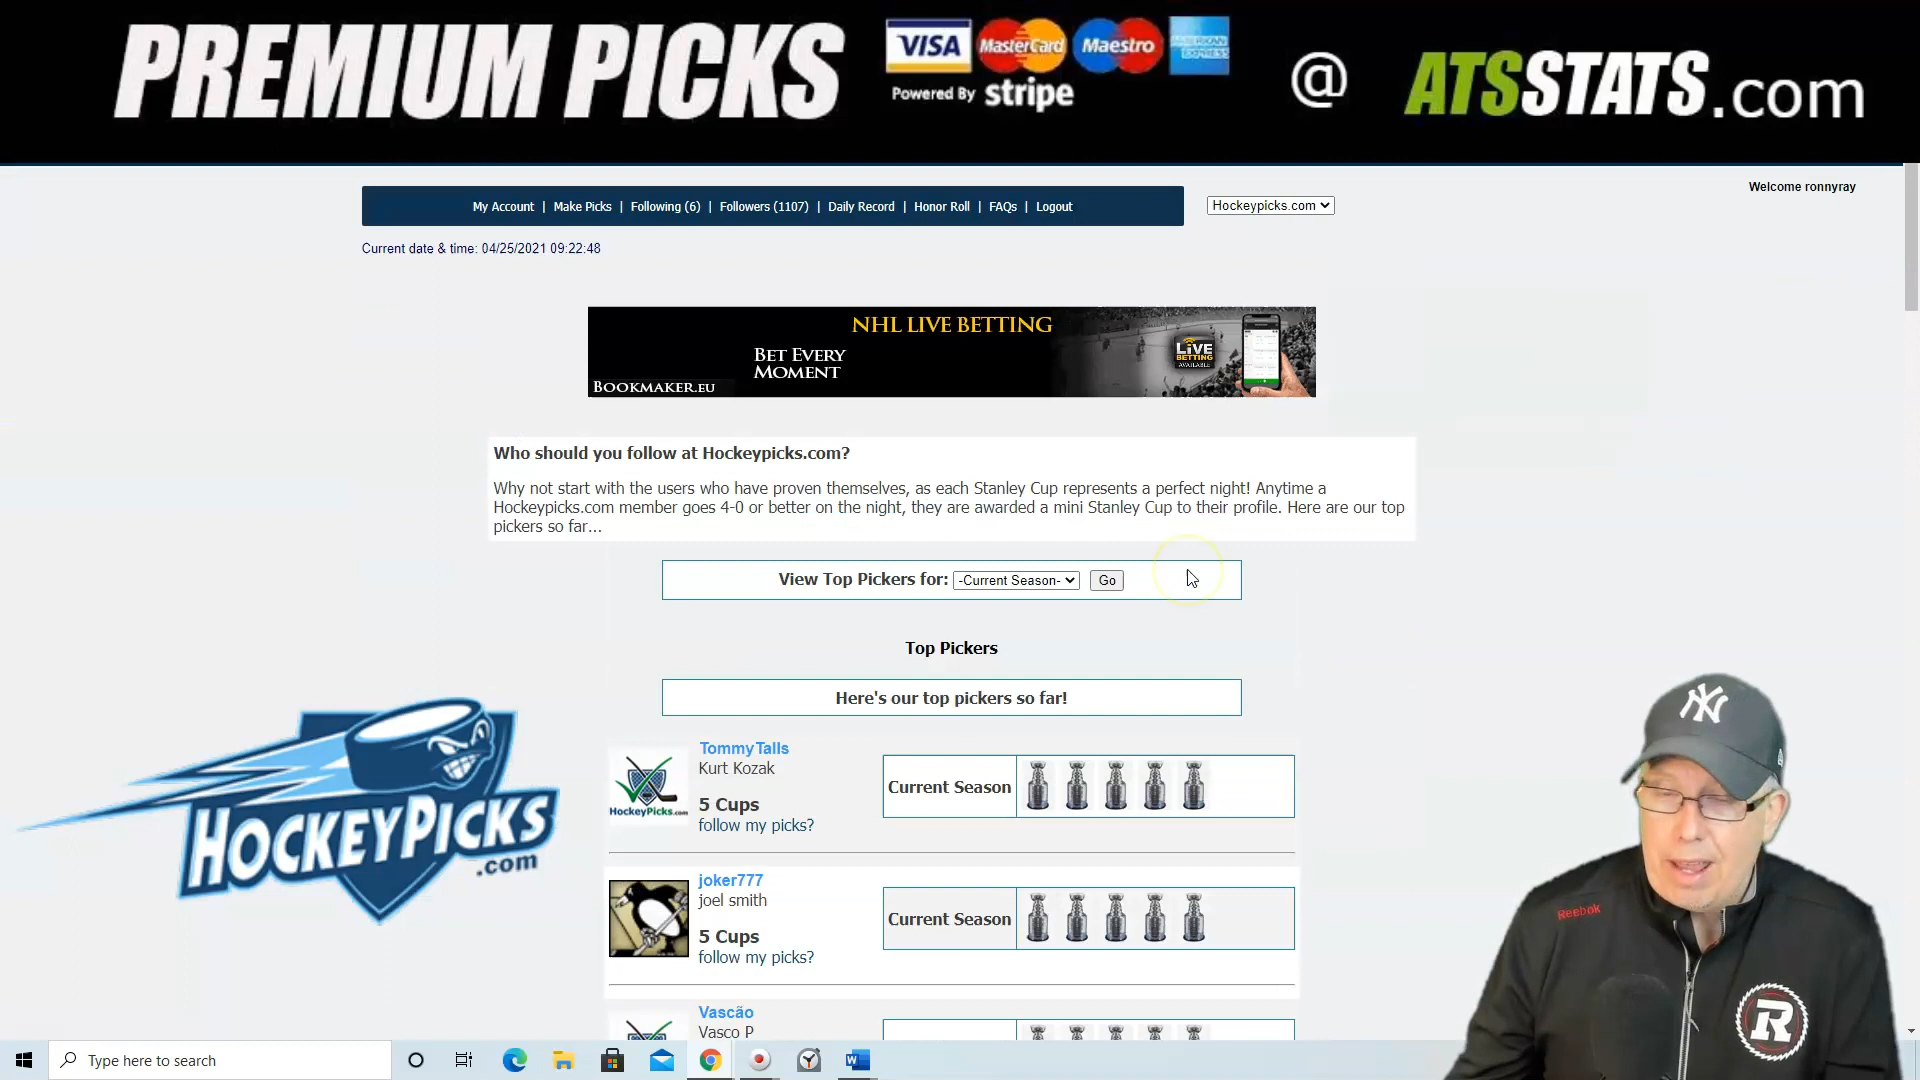 PREMIUM PICKS
VISA
MasterCard
Maestro
AMERICAN EXPRESS
Powered By stripe
@
ATSSTATS.com
Welcome ronnyray
My Account | Make Picks | Following (6) | Followers (1107) | Daily Record | Honor Roll | FAQs | Logout
Hockeypicks.com
Current date & time: 04/25/2021 09:22:48
NHL LIVE BETTING
BET EVERY
MOMENT
BOOKMAKER.EU
LIVE
BETTING
AVAILABLE
Who should you follow at Hockeypicks.com?
Why not start with the users who have proven themselves, as each Stanley Cup represents a perfect night! Anytime a
Hockeypicks.com member goes 4-0 or better on the night, they are awarded a mini Stanley Cup to their profile. Here are our top
pickers so far...
View Top Pickers for: -Current Season- Go
Top Pickers
Here's our top pickers so far!
TommyTalls
Kurt Kozak
5 Cups
follow my picks?
HockeyPicks.com
Current Season
joker777
joel smith
5 Cups
follow my picks?
Current Season
Vascão
Vasco P
HOCKEYPICKS
.com
NY
Reebok
R
Type here to search